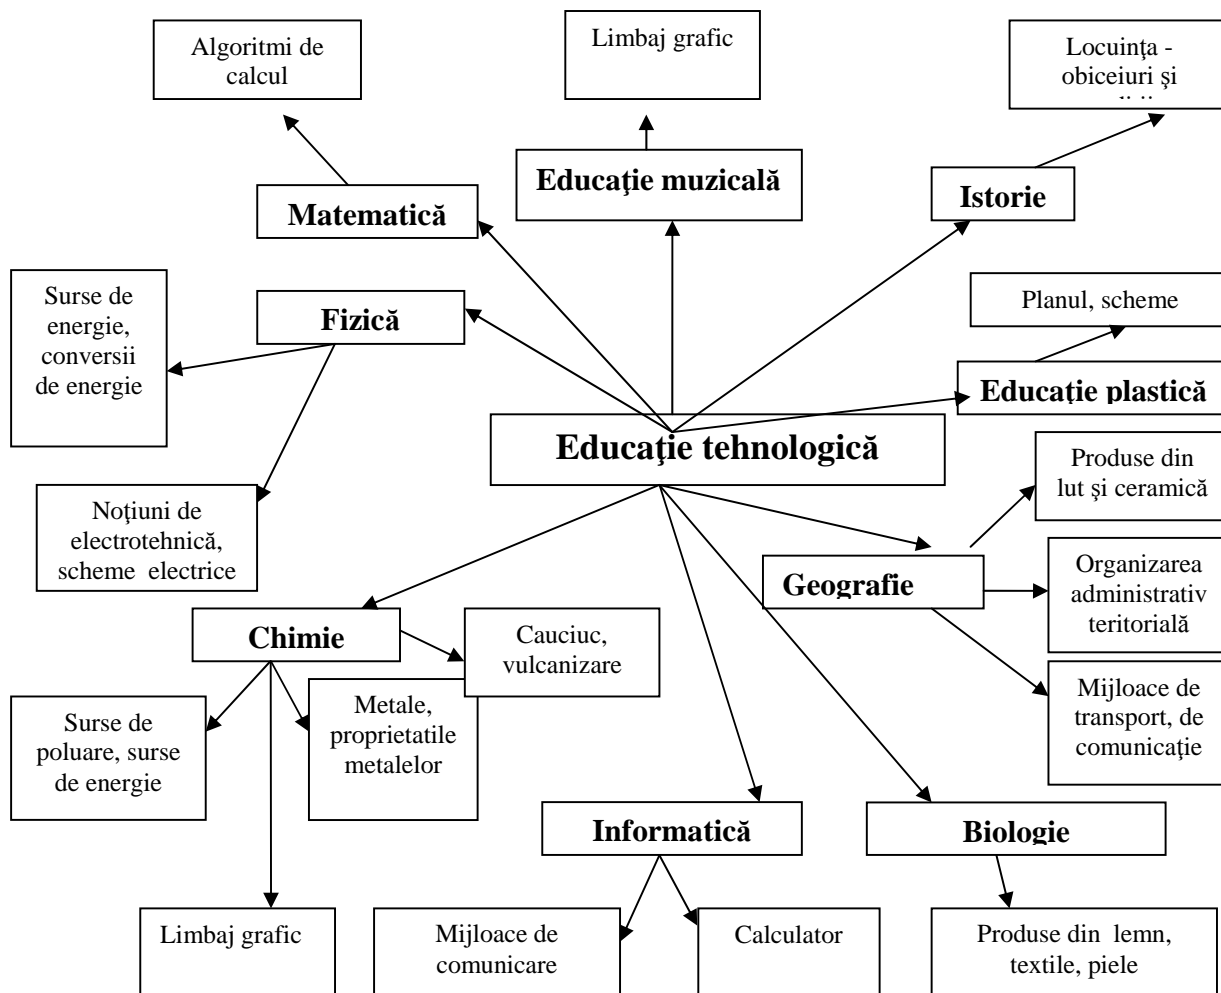 Algoritmi de
calcul
Limbaj grafic
Locuinţa -
obiceiuri şi
Matematică
Educaţie muzicală
Istorie
Surse de
energie,
conversii
de energie
Fizică
Planul, scheme
Educaţie plastică
Educaţie tehnologică
Produse din
lut şi ceramică
Noţiuni de
electrotehnică,
scheme electrice
Geografie
Organizarea
administrativ
teritorială
Chimie
Cauciuc,
vulcanizare
Surse de
poluare, surse
de energie
Metale,
proprietatile
metalelor
Mijloace de
transport, de
comunicaţie
Informatică
Biologie
Limbaj grafic
Mijloace de
comunicare
Calculator
Produse din lemn,
textile, piele